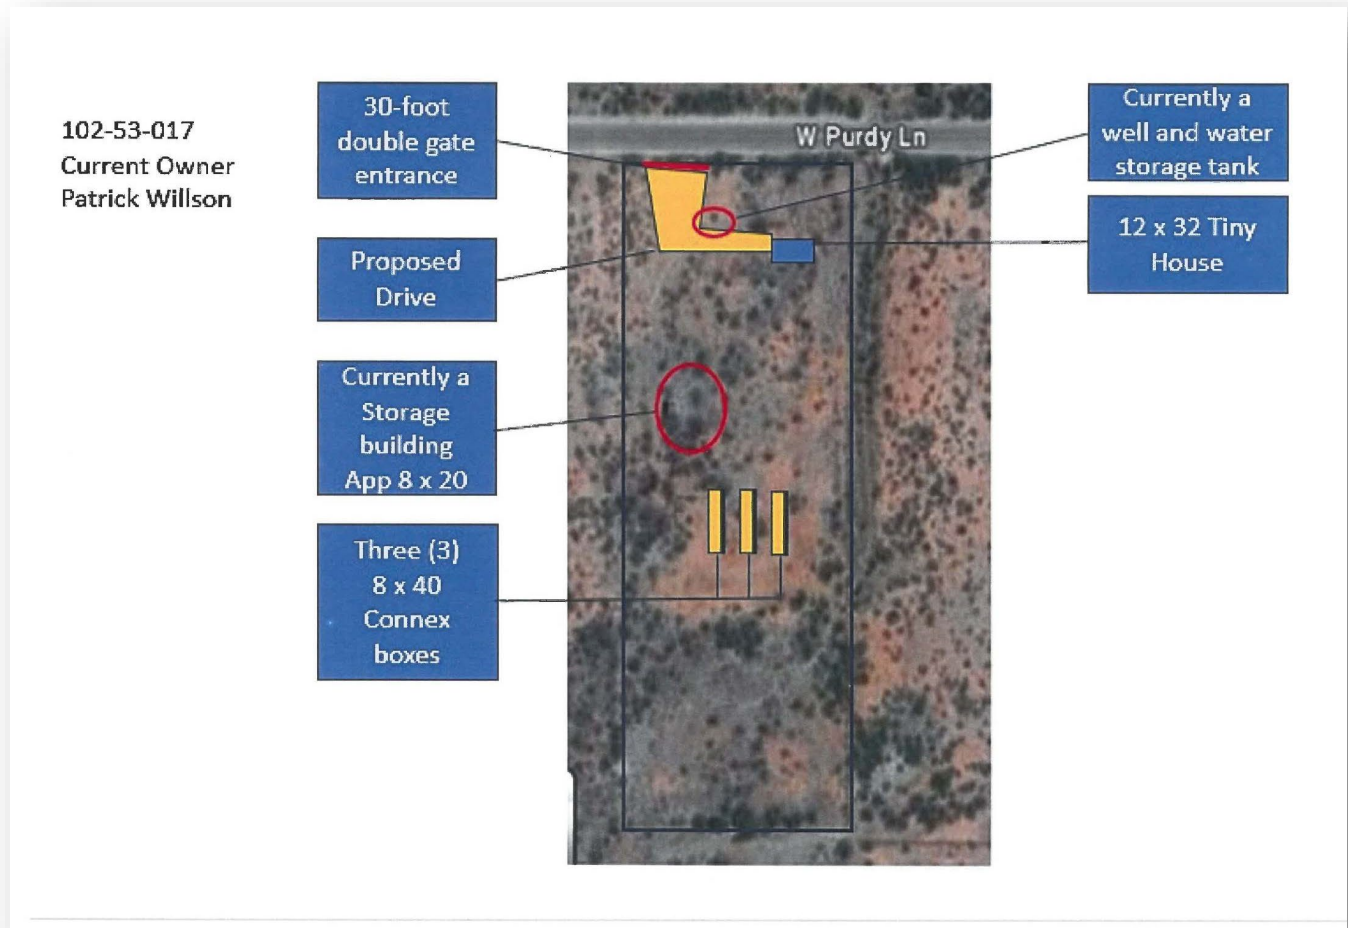 102-53-017
Current Owner
Patrick Willson
30-foot
double gate
entrance
Proposed
Drive
Currently a
Storage
building
App 8 x 20
Three (3)
8 x 40
Connex
boxes
W Purdy Ln
Currently a
well and water
storage tank
12 x 32 Tiny
House